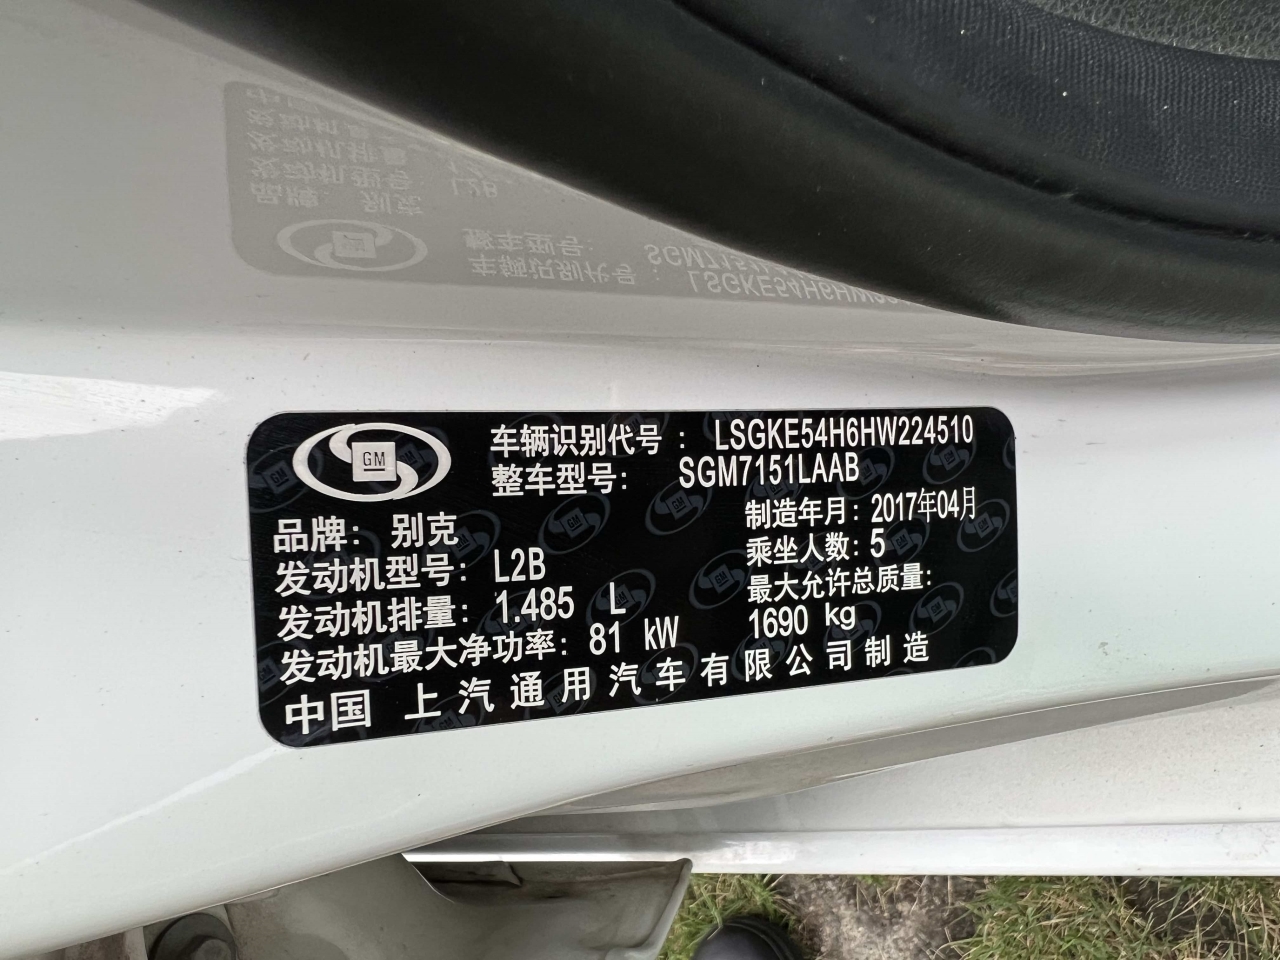 GM
车辆识别代号： LSGKE54H6HW224510
整车型号： SGM7151LAAB
品牌： 别克
发动机型号： L2B
发动机排量： 1.485 L
发动机最大净功率： 81 kW
制造年月： 2017年04月
乘坐人数： 5
最大允许总质量：
1690 kg
中国 上汽通用汽车有限公司制造